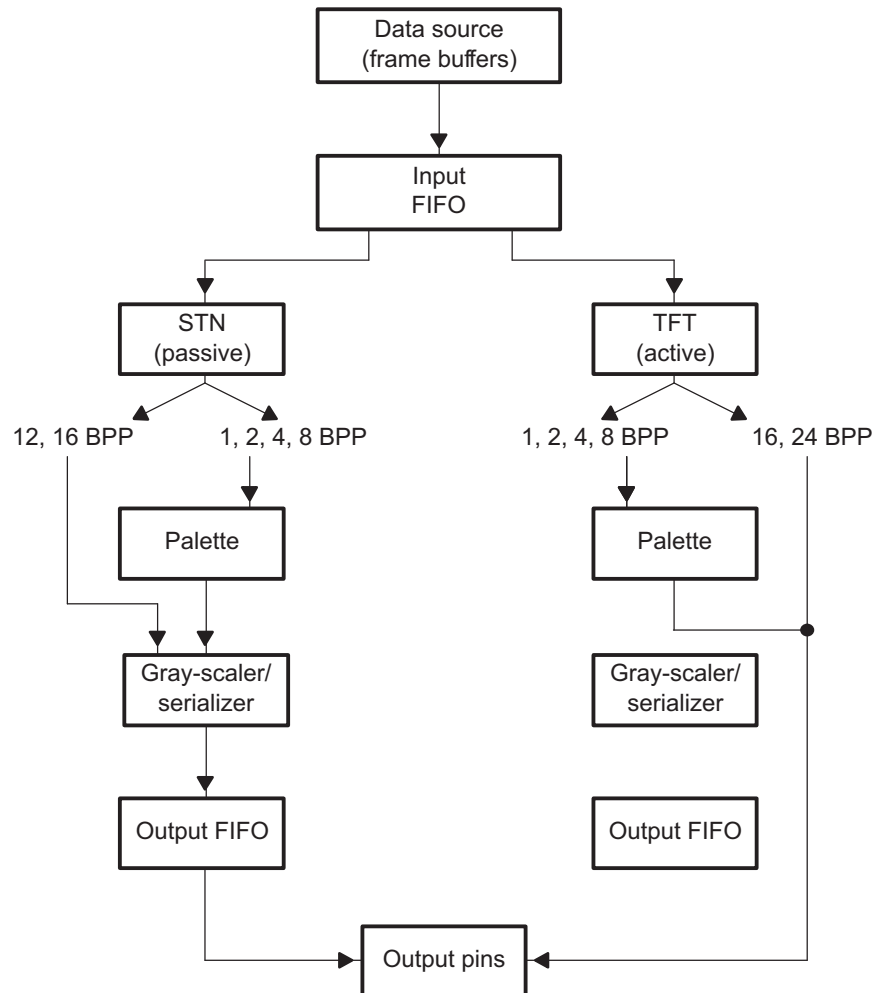 Data source
(frame buffers)
Input
FIFO
STN
(passive)
TFT
(active)
12, 16 BPP
1, 2, 4, 8 BPP
1, 2, 4, 8 BPP
16, 24 BPP
Palette
Palette
Gray-scaler/
serializer
Gray-scaler/
serializer
Output FIFO
Output FIFO
Output pins